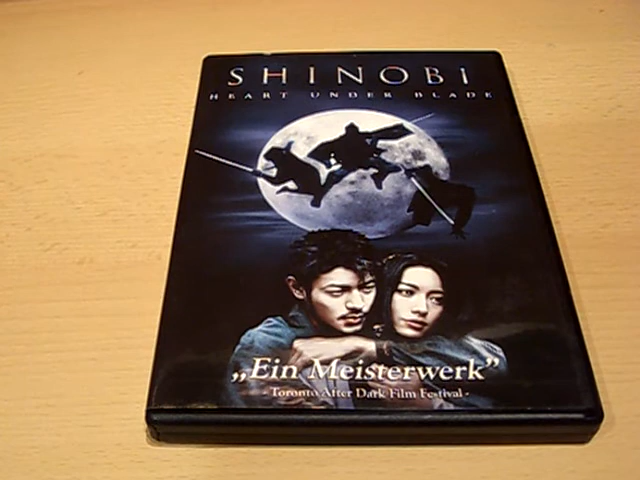 SHINOBI
HEART UNDER BLADE
„Ein Meisterwerk”
- Toronto After Dark Film Festival -